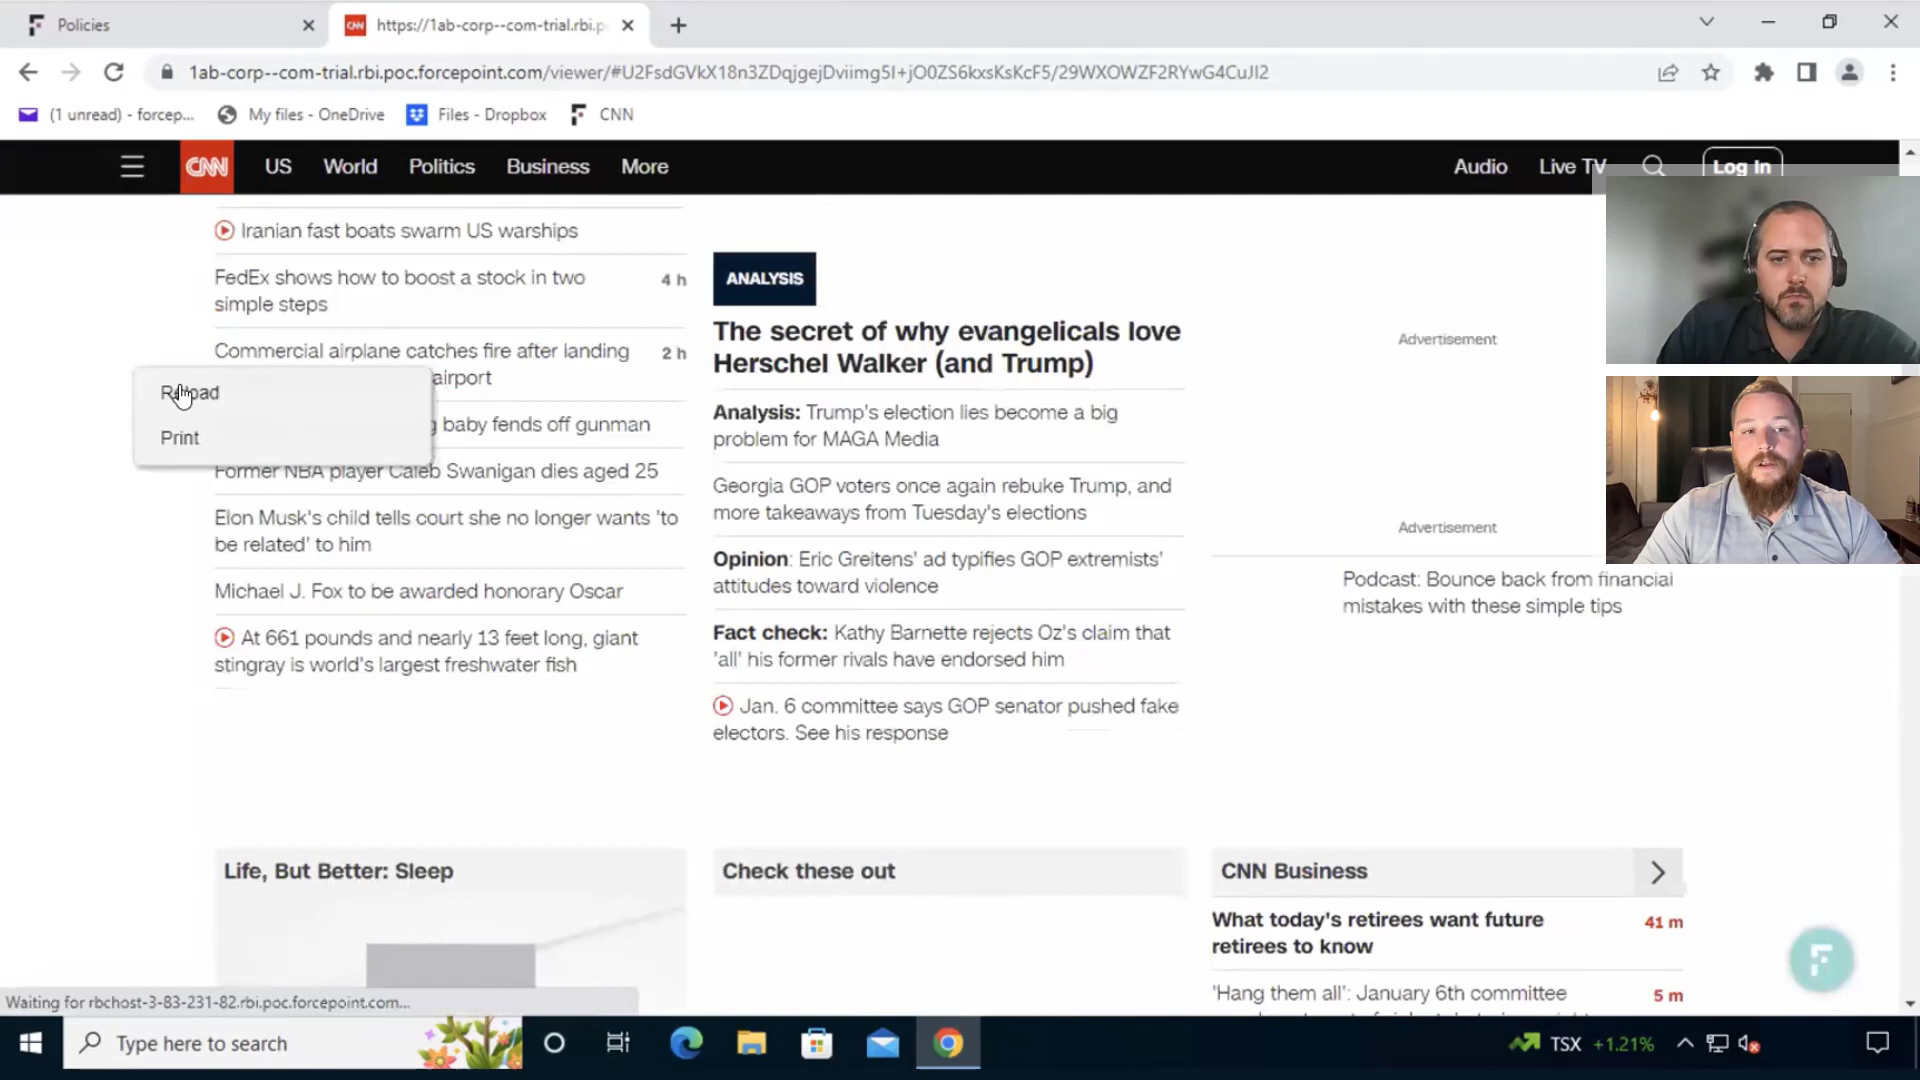 Policies
https://1ab-corp--com-trial.rbi.p
1ab-corp--com-trial.rbi.poc.forcepoint.com/viewer/#U2FsdGVkX18n3ZDqjgejDviimg5I+jO0ZS6kxsKsKcF5/29WXOWZF2RYwG4CuJI2
(1 unread) - forcep...
My files - OneDrive
Files - Dropbox
CNN
CNN
US
World
Politics
Business
More
Audio
Live TV
Log In
Iranian fast boats swarm US warships
FedEx shows how to boost a stock in two
simple steps
4 h
Commercial airplane catches fire after landing
airport
2 h
Reload
Print
baby fends off gunman
Former NBA player Caleb Swanigan dies aged 25
Elon Musk's child tells court she no longer wants 'to
be related' to him
Michael J. Fox to be awarded honorary Oscar
At 661 pounds and nearly 13 feet long, giant
stingray is world's largest freshwater fish
ANALYSIS
The secret of why evangelicals love
Herschel Walker (and Trump)
Analysis: Trump's election lies become a big
problem for MAGA Media
Georgia GOP voters once again rebuke Trump, and
more takeaways from Tuesday's elections
Opinion: Eric Greitens' ad typifies GOP extremists'
attitudes toward violence
Fact check: Kathy Barnette rejects Oz's claim that
'all' his former rivals have endorsed him
Jan. 6 committee says GOP senator pushed fake
electors. See his response
Advertisement
Advertisement
Podcast: Bounce back from financial
mistakes with these simple tips
Life, But Better: Sleep
Check these out
CNN Business
What today's retirees want future
retirees to know
41 m
'Hang them all': January 6th committee
5 m
Waiting for rbchost-3-83-231-82.rbi.poc.forcepoint.com...
Type here to search
TSX +1.21%